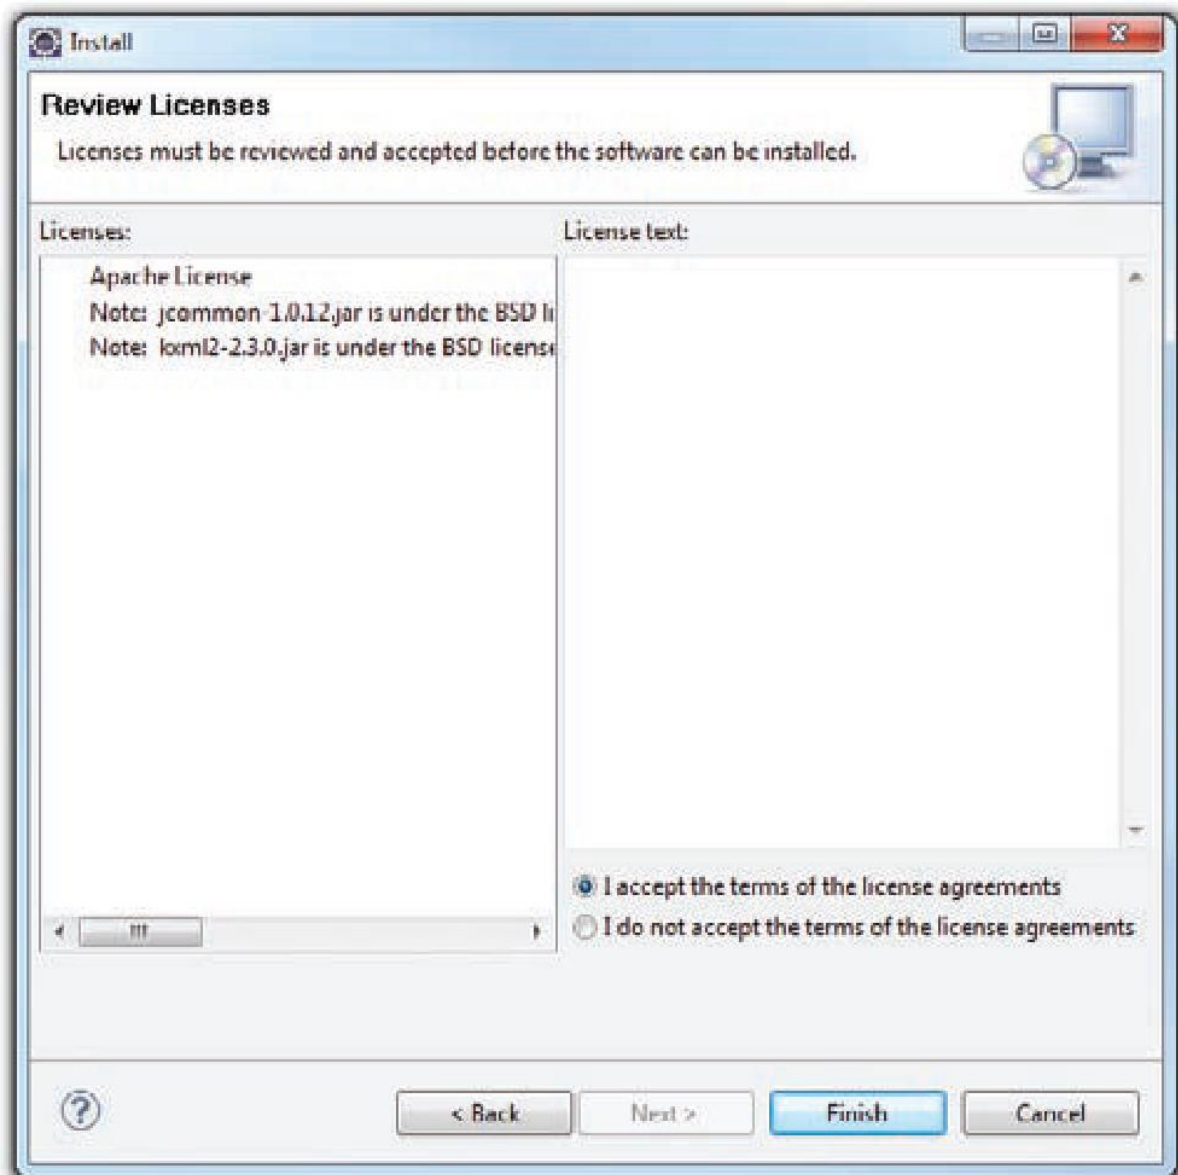 Install
Review Licenses
Licenses must be reviewed and accepted before the software can be installed.
Licenses:
License text:
Apache License
Note: jcommon-1.0.12.jar is under the BSD li
Note: kxml2-2.3.0.jar is under the BSD license
I accept the terms of the license agreements
I do not accept the terms of the license agreements
?
< Back
Next >
Finish
Cancel